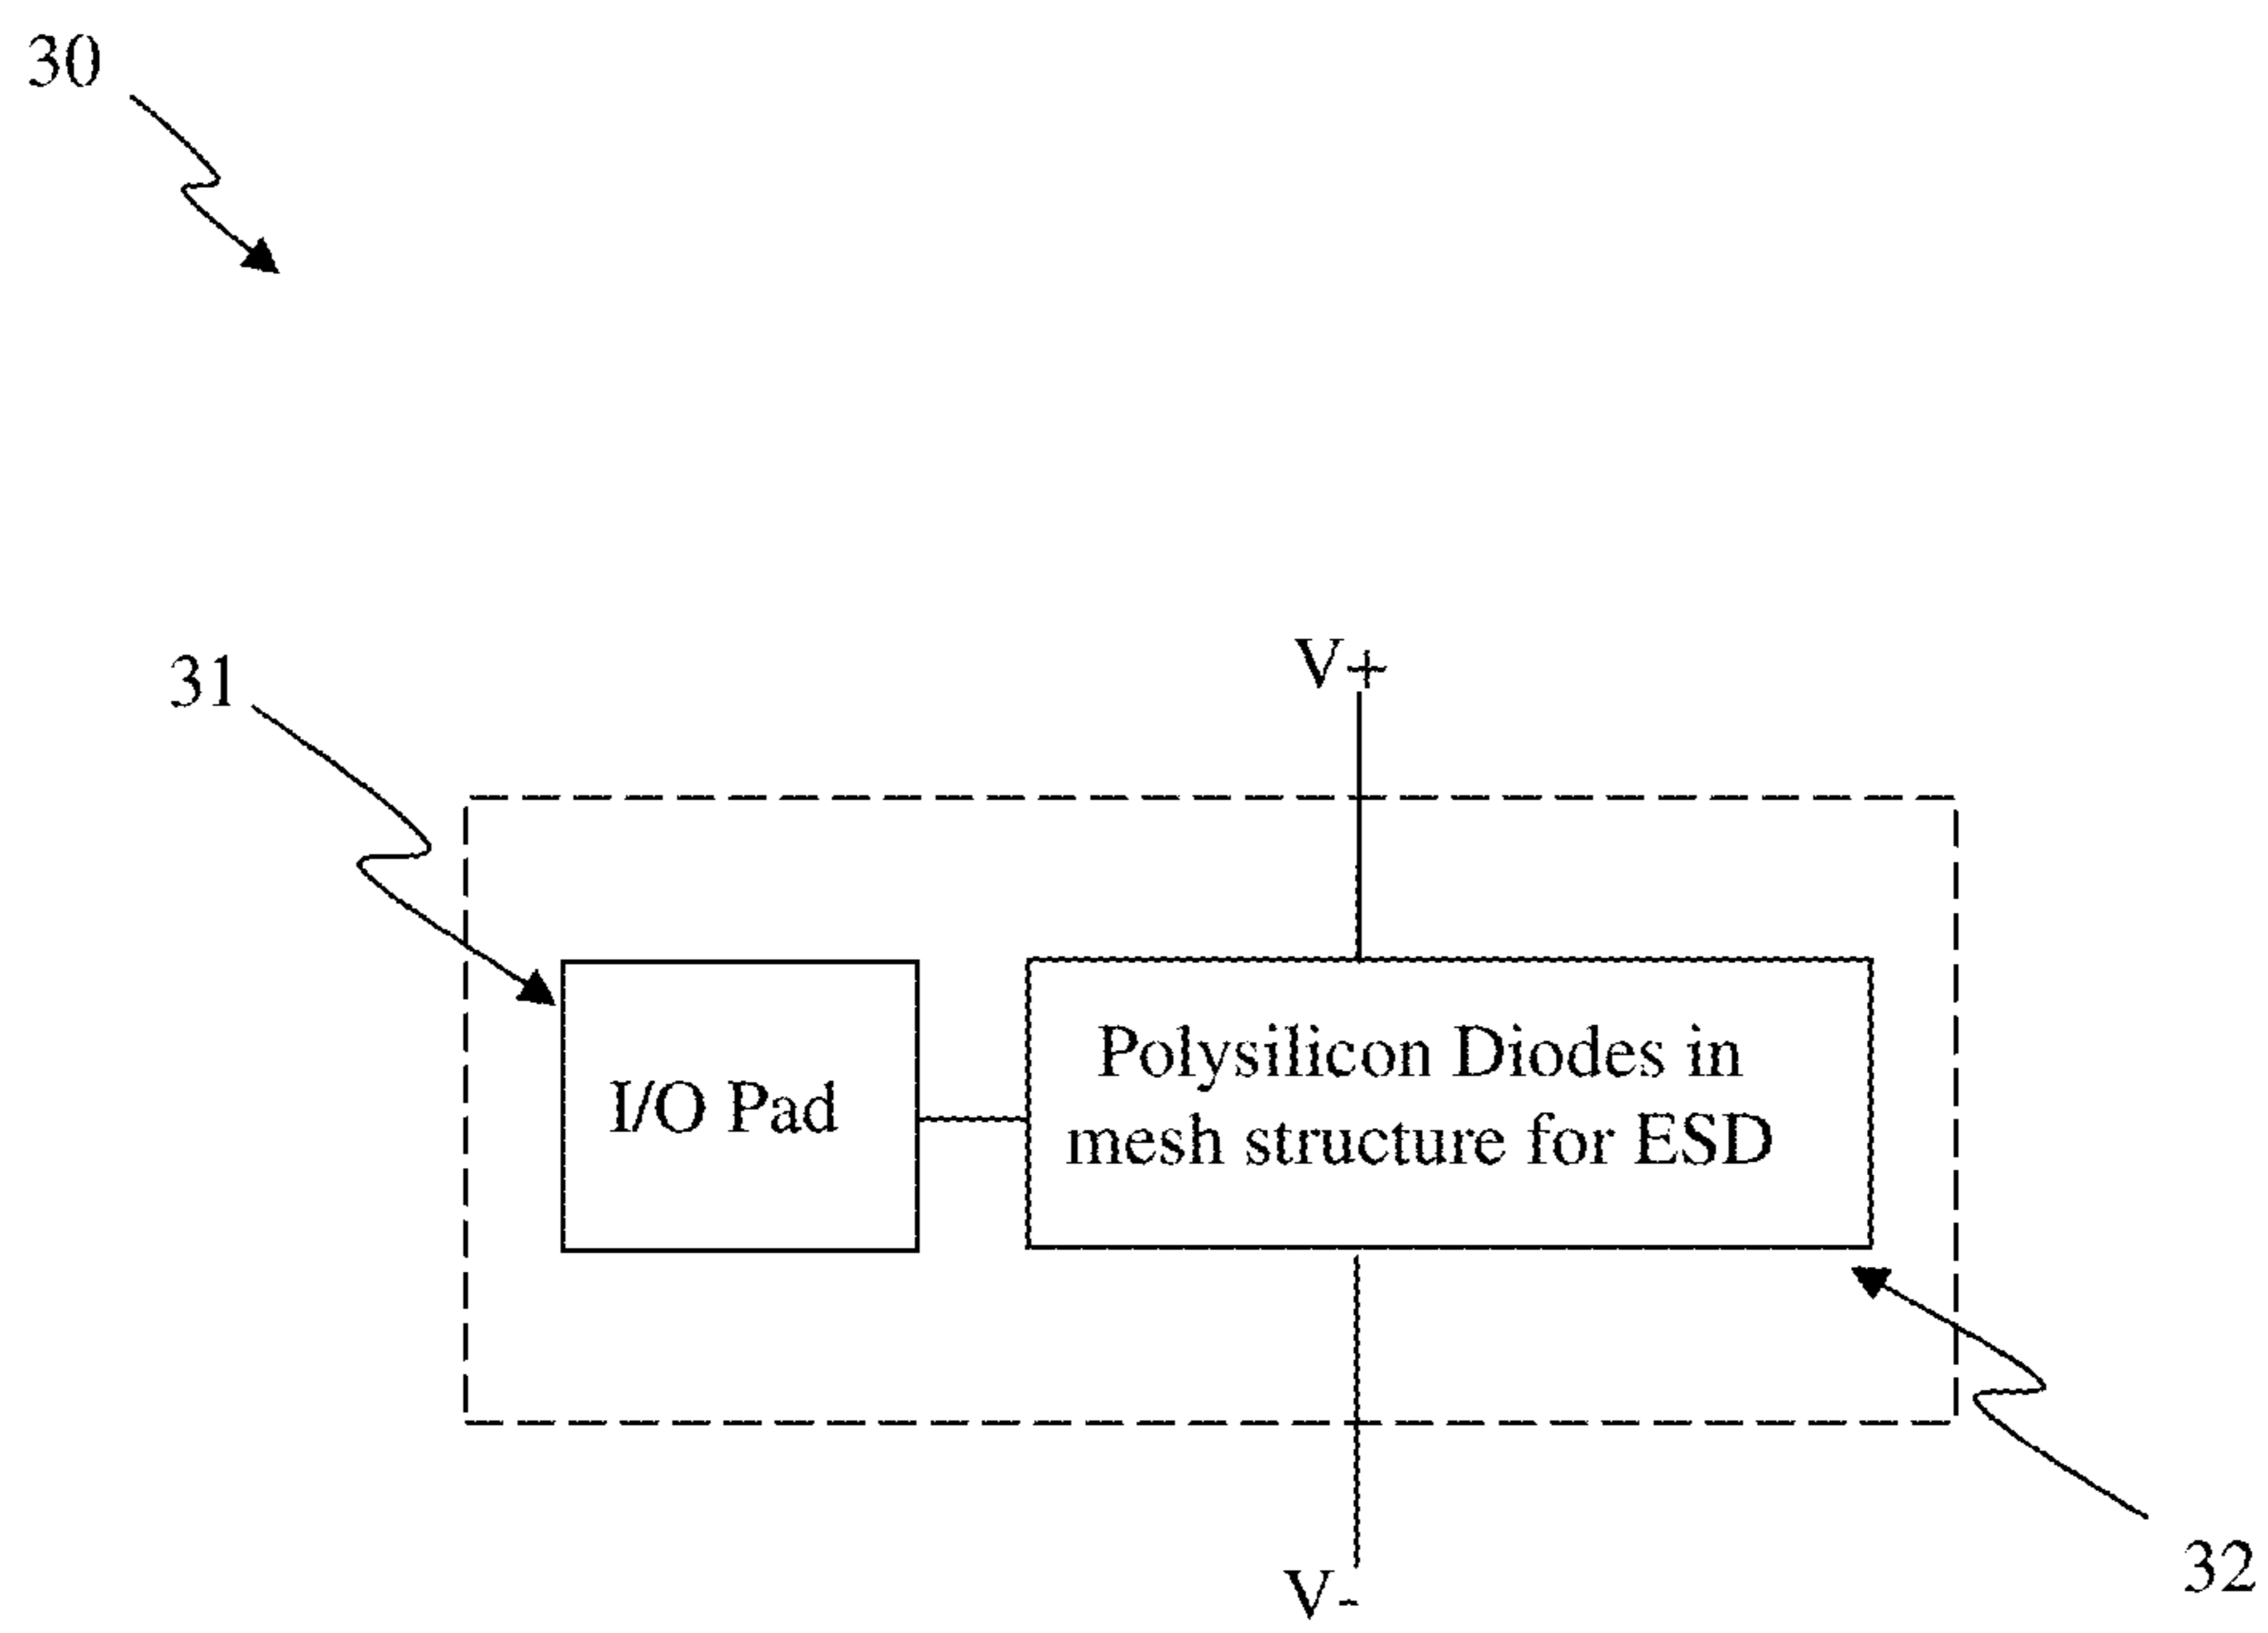 30
31
V+
I/O Pad
Polysilicon Diodes in
mesh structure for ESD
V-
32